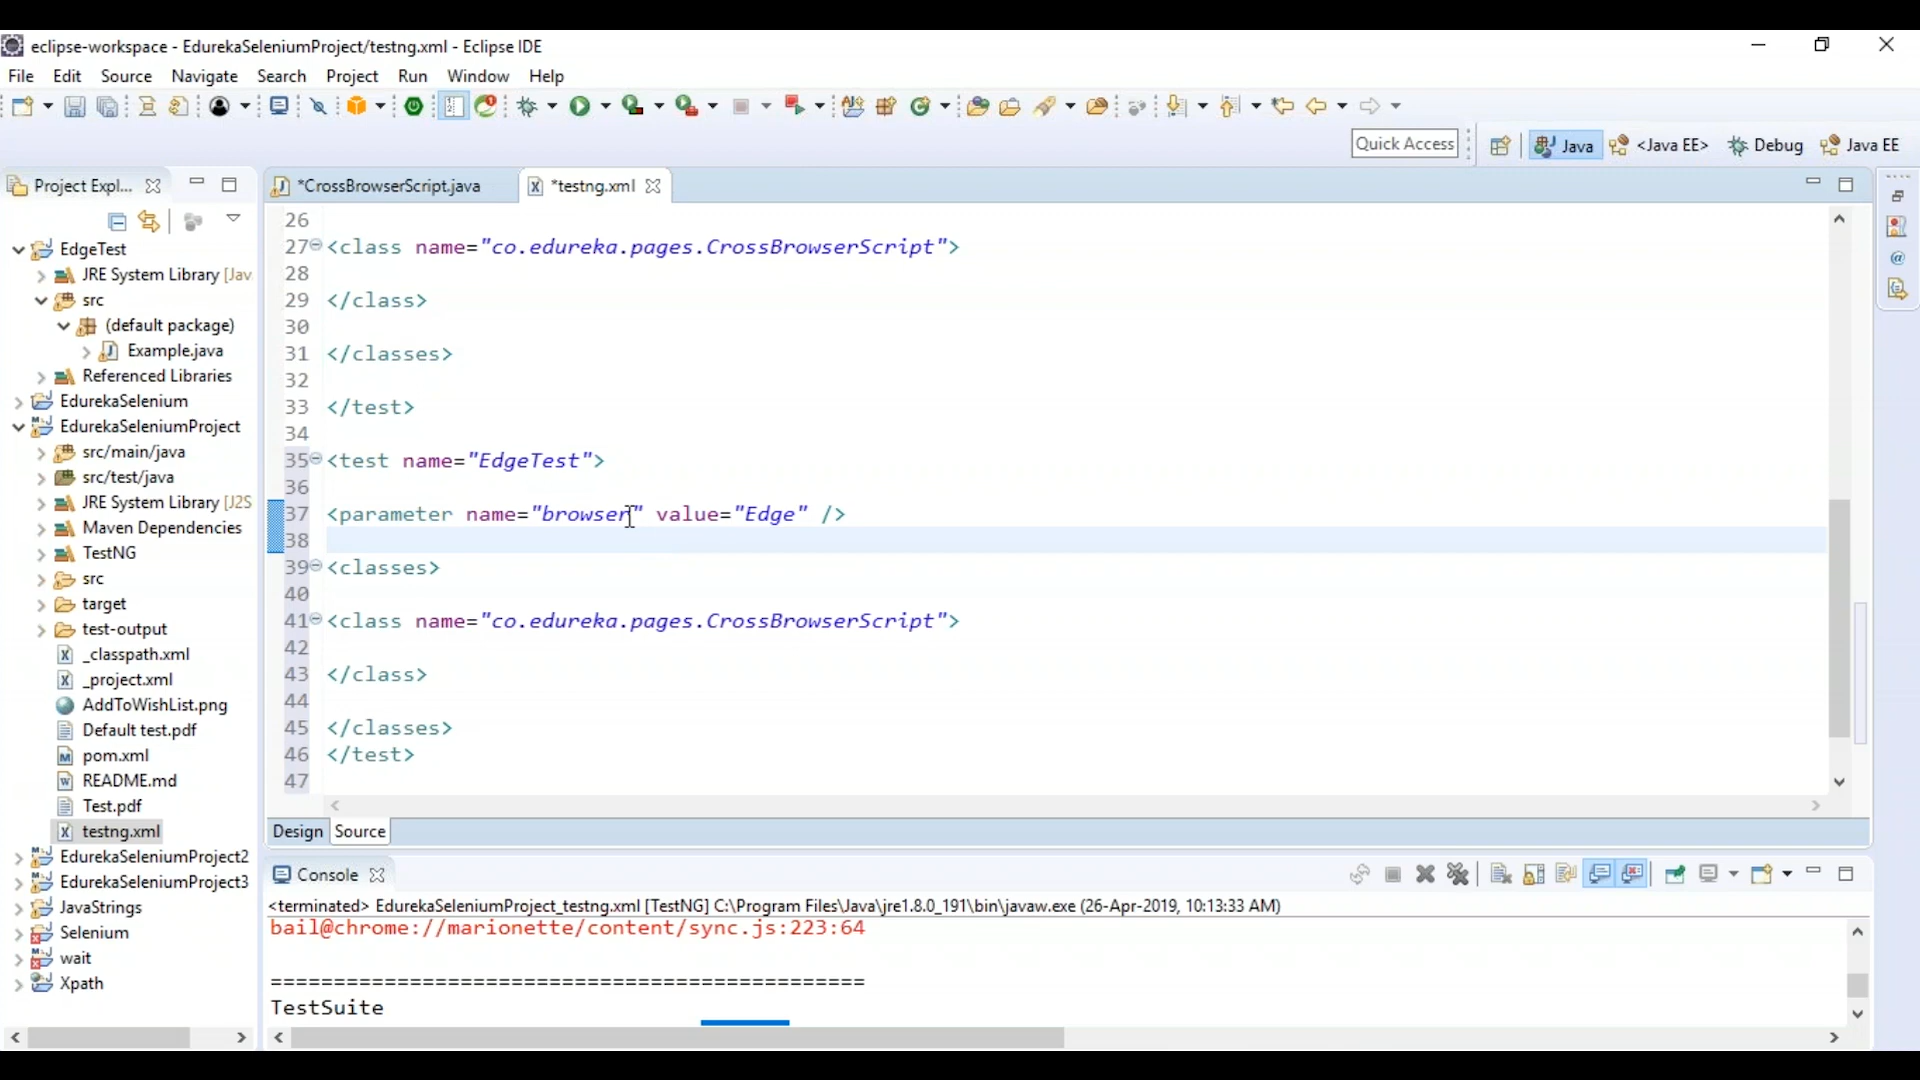 eclipse-workspace - EdurekaSeleniumProject/testng.xml - Eclipse IDE
File Edit Source Navigate Search Project Run Window Help
Quick Access
Java
<Java EE>
Debug
Java EE
Project Expl...
*CrossBrowserScript.java
*testng.xml
EdgeTest
JRE System Library [Jav
src
(default package)
Example.java
Referenced Libraries
EdurekaSelenium
EdurekaSeleniumProject
src/main/java
src/test/java
JRE System Library [J2S
Maven Dependencies
TestNG
src
target
test-output
_classpath.xml
_project.xml
AddToWishList.png
Default test.pdf
pom.xml
README.md
Test.pdf
testng.xml
EdurekaSeleniumProject2
EdurekaSeleniumProject3
JavaStrings
Selenium
wait
Xpath
26
27 <class name="co.edureka.pages.CrossBrowserScript">
28
29 </class>
30
31 </classes>
32
33 </test>
34
35 <test name="EdgeTest">
36
37 <parameter name="browser" value="Edge" />
38
39 <classes>
40
41 <class name="co.edureka.pages.CrossBrowserScript">
42
43 </class>
44
45 </classes>
46 </test>
47
Design Source
Console
<terminated> EdurekaSeleniumProject_testng.xml [TestNG] C:\Program Files\Java\jre1.8.0_191\bin\javaw.exe (26-Apr-2019, 10:13:33 AM)
bail@chrome://marionette/content/sync.js:223:64
===============================================
TestSuite